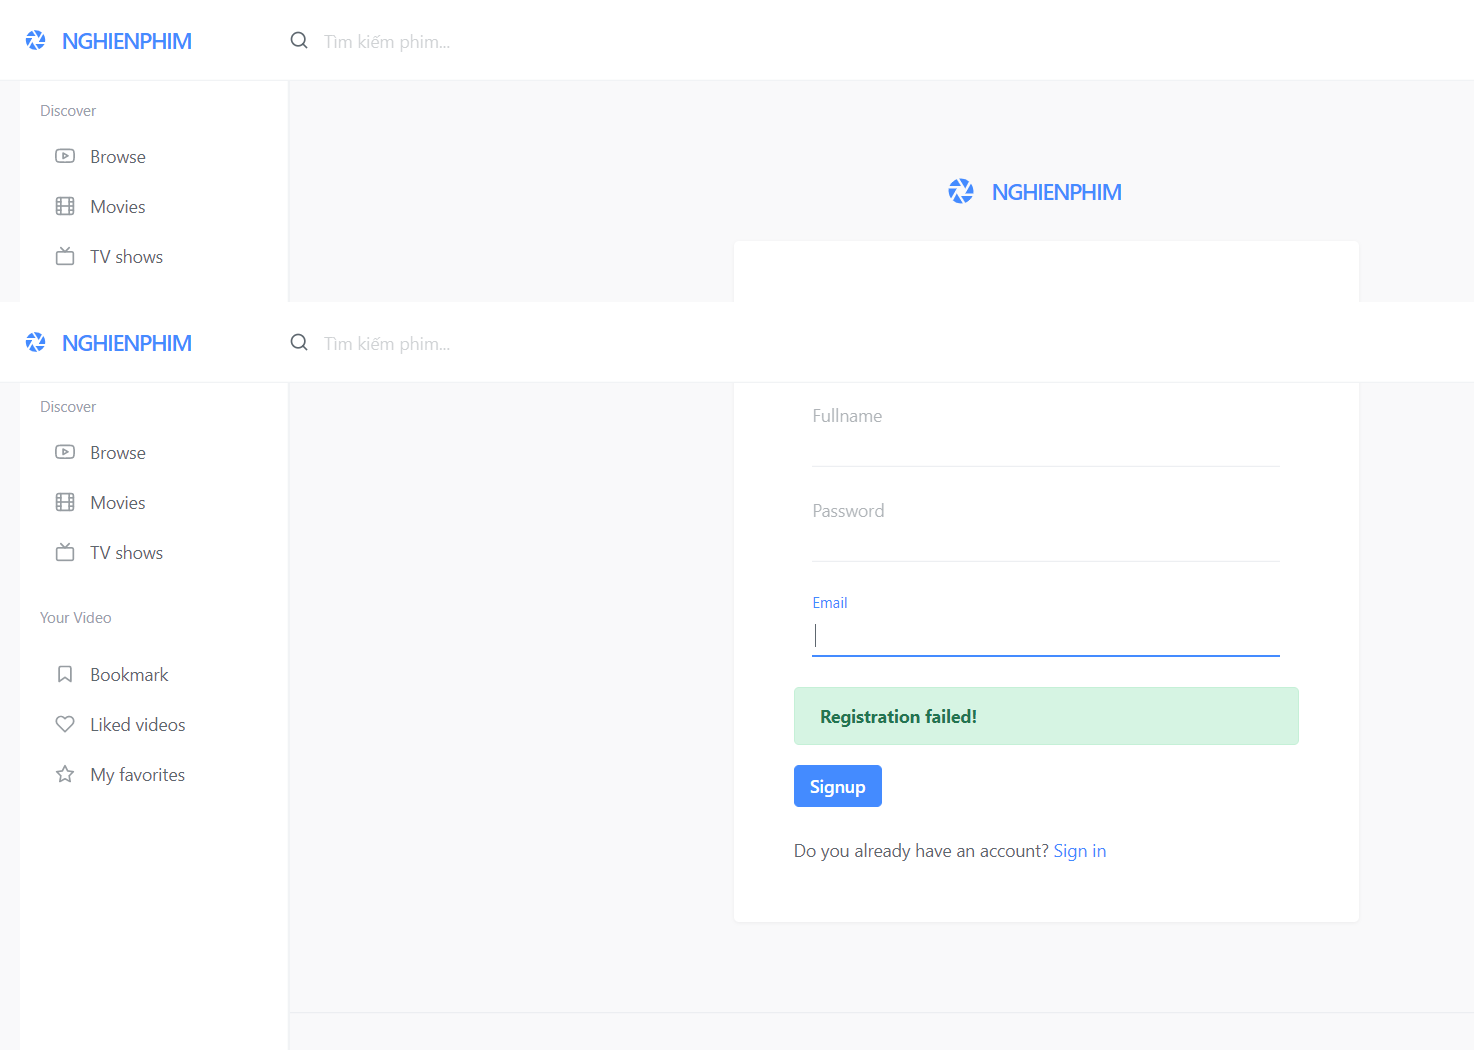 NGHIENPHIM
Tìm kiếm phim...
Discover
Browse
Movies
TV shows
NGHIENPHIM
NGHIENPHIM
Tìm kiếm phim...
Discover
Browse
Movies
TV shows
Your Video
Bookmark
Liked videos
My favorites
Fullname
Password
Email
Registration failed!
Signup
Do you already have an account? Sign in